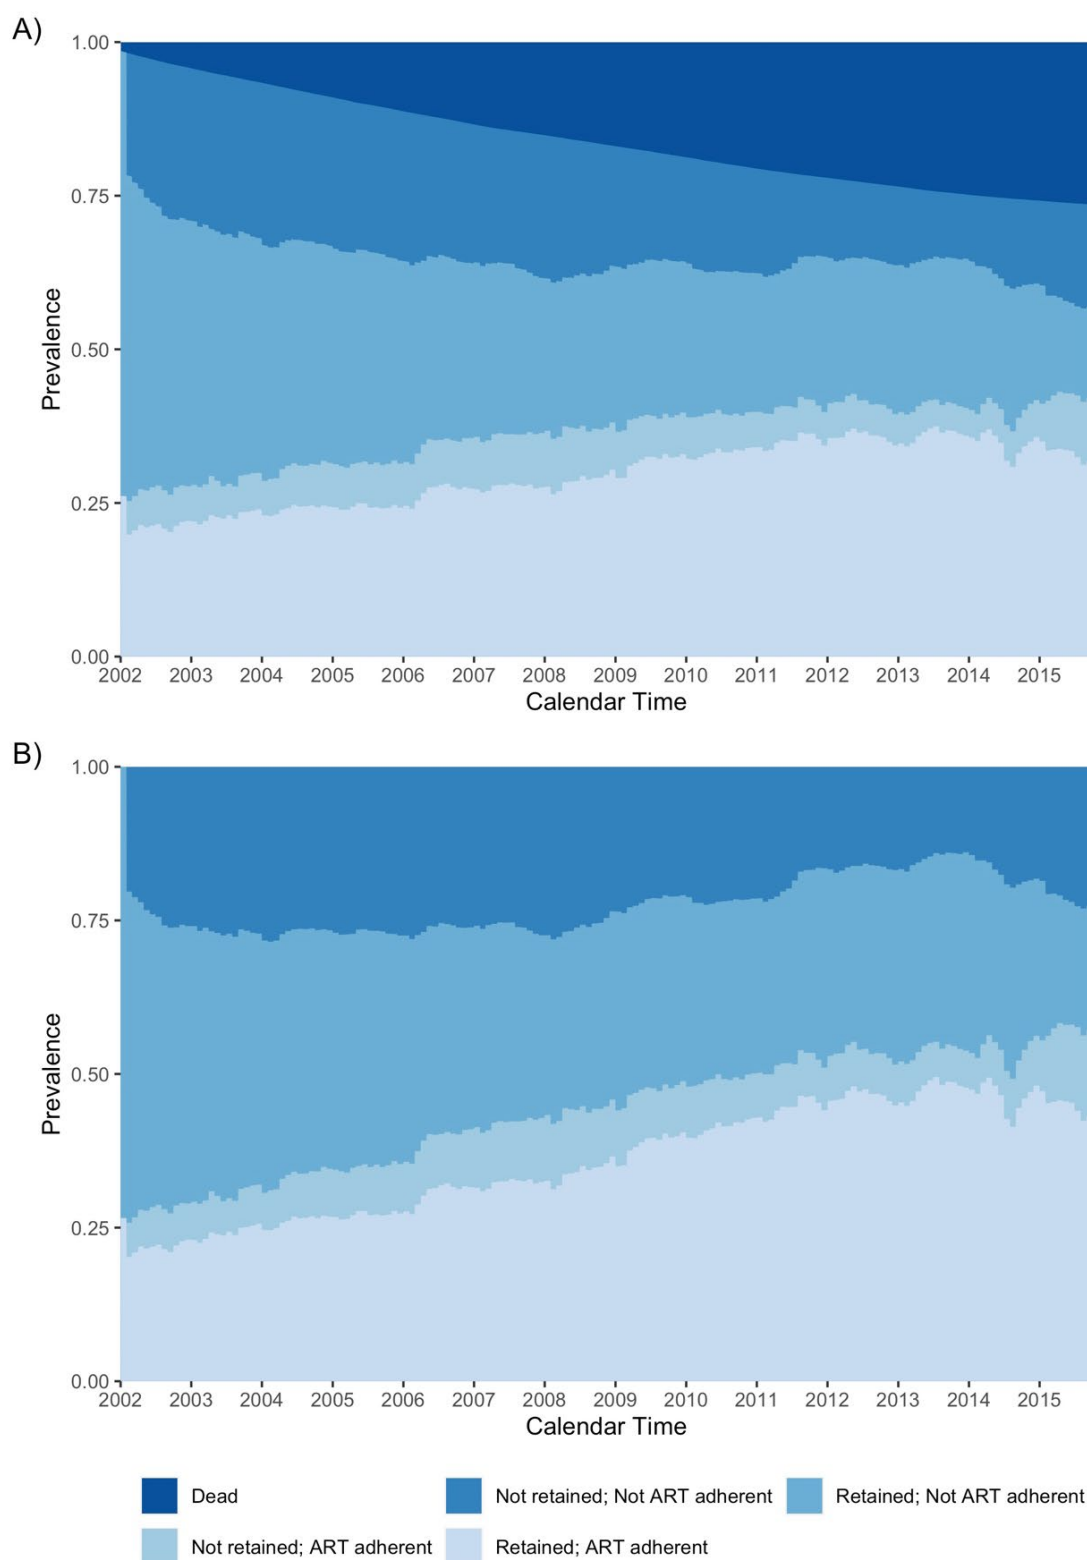 A)
1.00
0.75
0.50
0.25
0.00
Prevalence
2002 2003 2004 2005 2006 2007 2008 2009 2010 2011 2012 2013 2014 2015
Calendar Time
B)
1.00
0.75
0.50
0.25
0.00
Prevalence
2002 2003 2004 2005 2006 2007 2008 2009 2010 2011 2012 2013 2014 2015
Calendar Time
Dead Not retained; Not ART adherent Retained; Not ART adherent
Not retained; ART adherent Retained; ART adherent